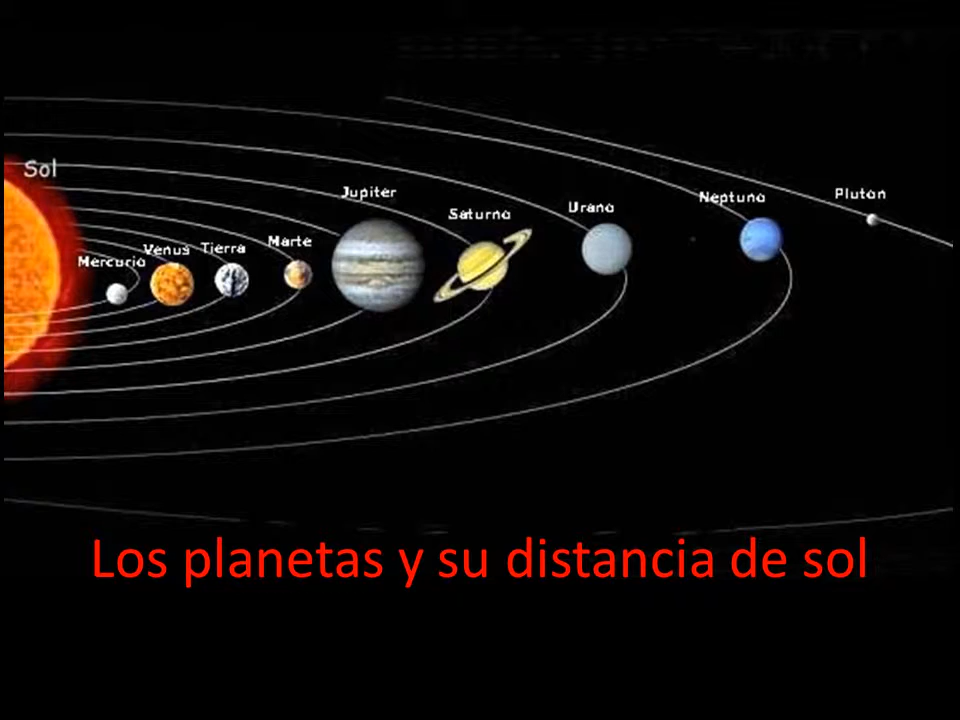 Sol
Jupiter
Saturno
Urano
Neptuno
Pluton
Mercurio
Venus
Tierra
Marte
Los planetas y su distancia de sol